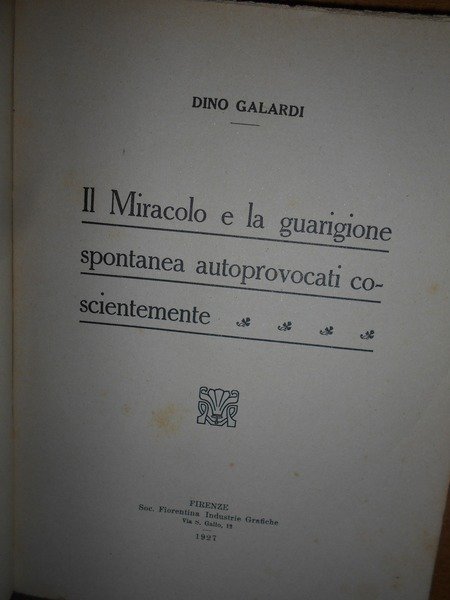 DINO GALARDI
Il Miracolo e la guarigione
spontanea autoprovocati co-
scientemente
FIRENZE
Soc. Fiorentina Industrie Grafiche
Via S. Gallo, 12
1927